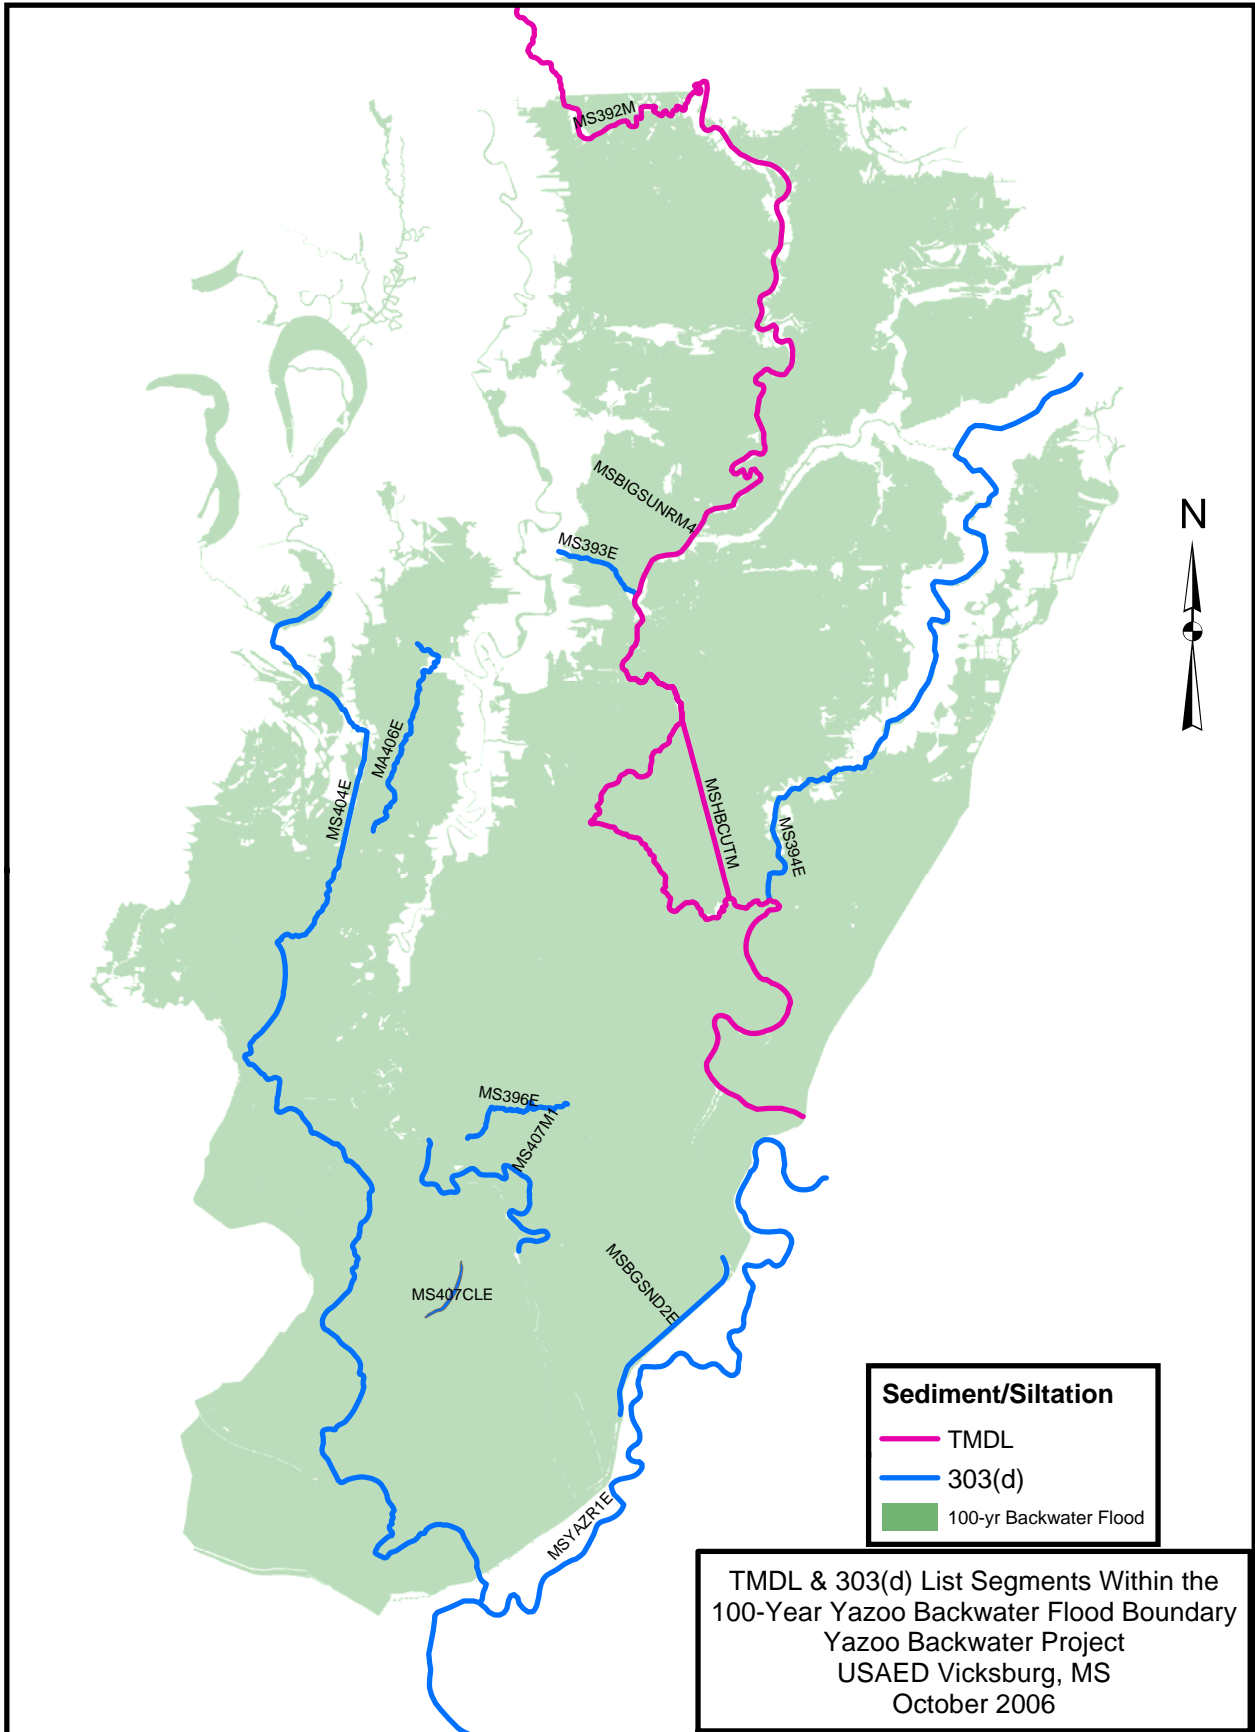 MS392M
MSBIGSUNRM4
MS393E
N
MA406E
MS404E
MSHBCUTM
MS394E
MS396E
MS407M1
MS407CLE
MSBGSND2E
MSYAZR1E
Sediment/Siltation
TMDL
303(d)
100-yr Backwater Flood
TMDL & 303(d) List Segments Within the
100-Year Yazoo Backwater Flood Boundary
Yazoo Backwater Project
USAED Vicksburg, MS
October 2006